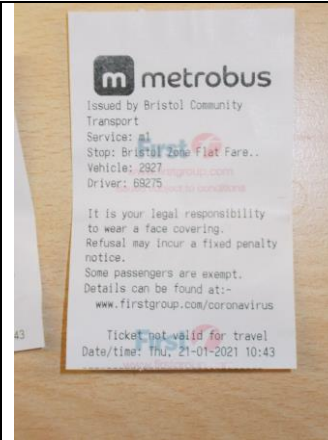 m metrobus
Issued by Bristol Community
Transport
Service: m1
Stop: Bristol Zone Flat Fare..
Vehicle: 2927
Driver: 69275
First
It is your legal responsibility
to wear a face covering.
Refusal may incur a fixed penalty
notice.
Some passengers are exempt.
Details can be found at:-
www.firstgroup.com/coronavirus
Ticket not valid for travel
First
Date/time: Thu, 21-01-2021 10:43
43